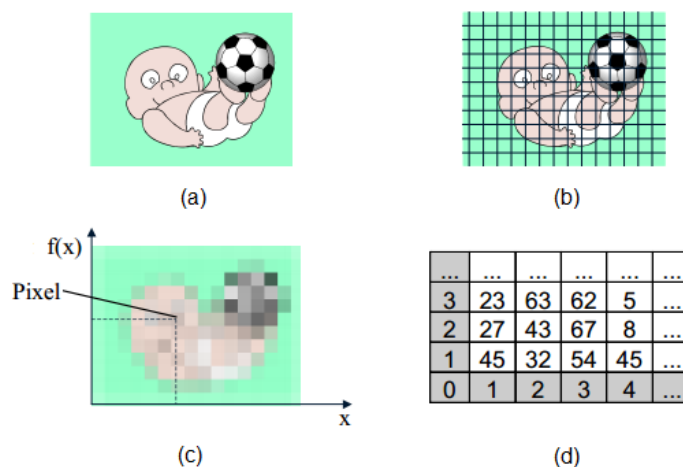 (a)
(b)
f(x)
Pixel
x
(c)
... ... ... ... ... ...
3 23 63 62 5 ...
2 27 43 67 8 ...
1 45 32 54 45 ...
0 1 2 3 4 ...
(d)